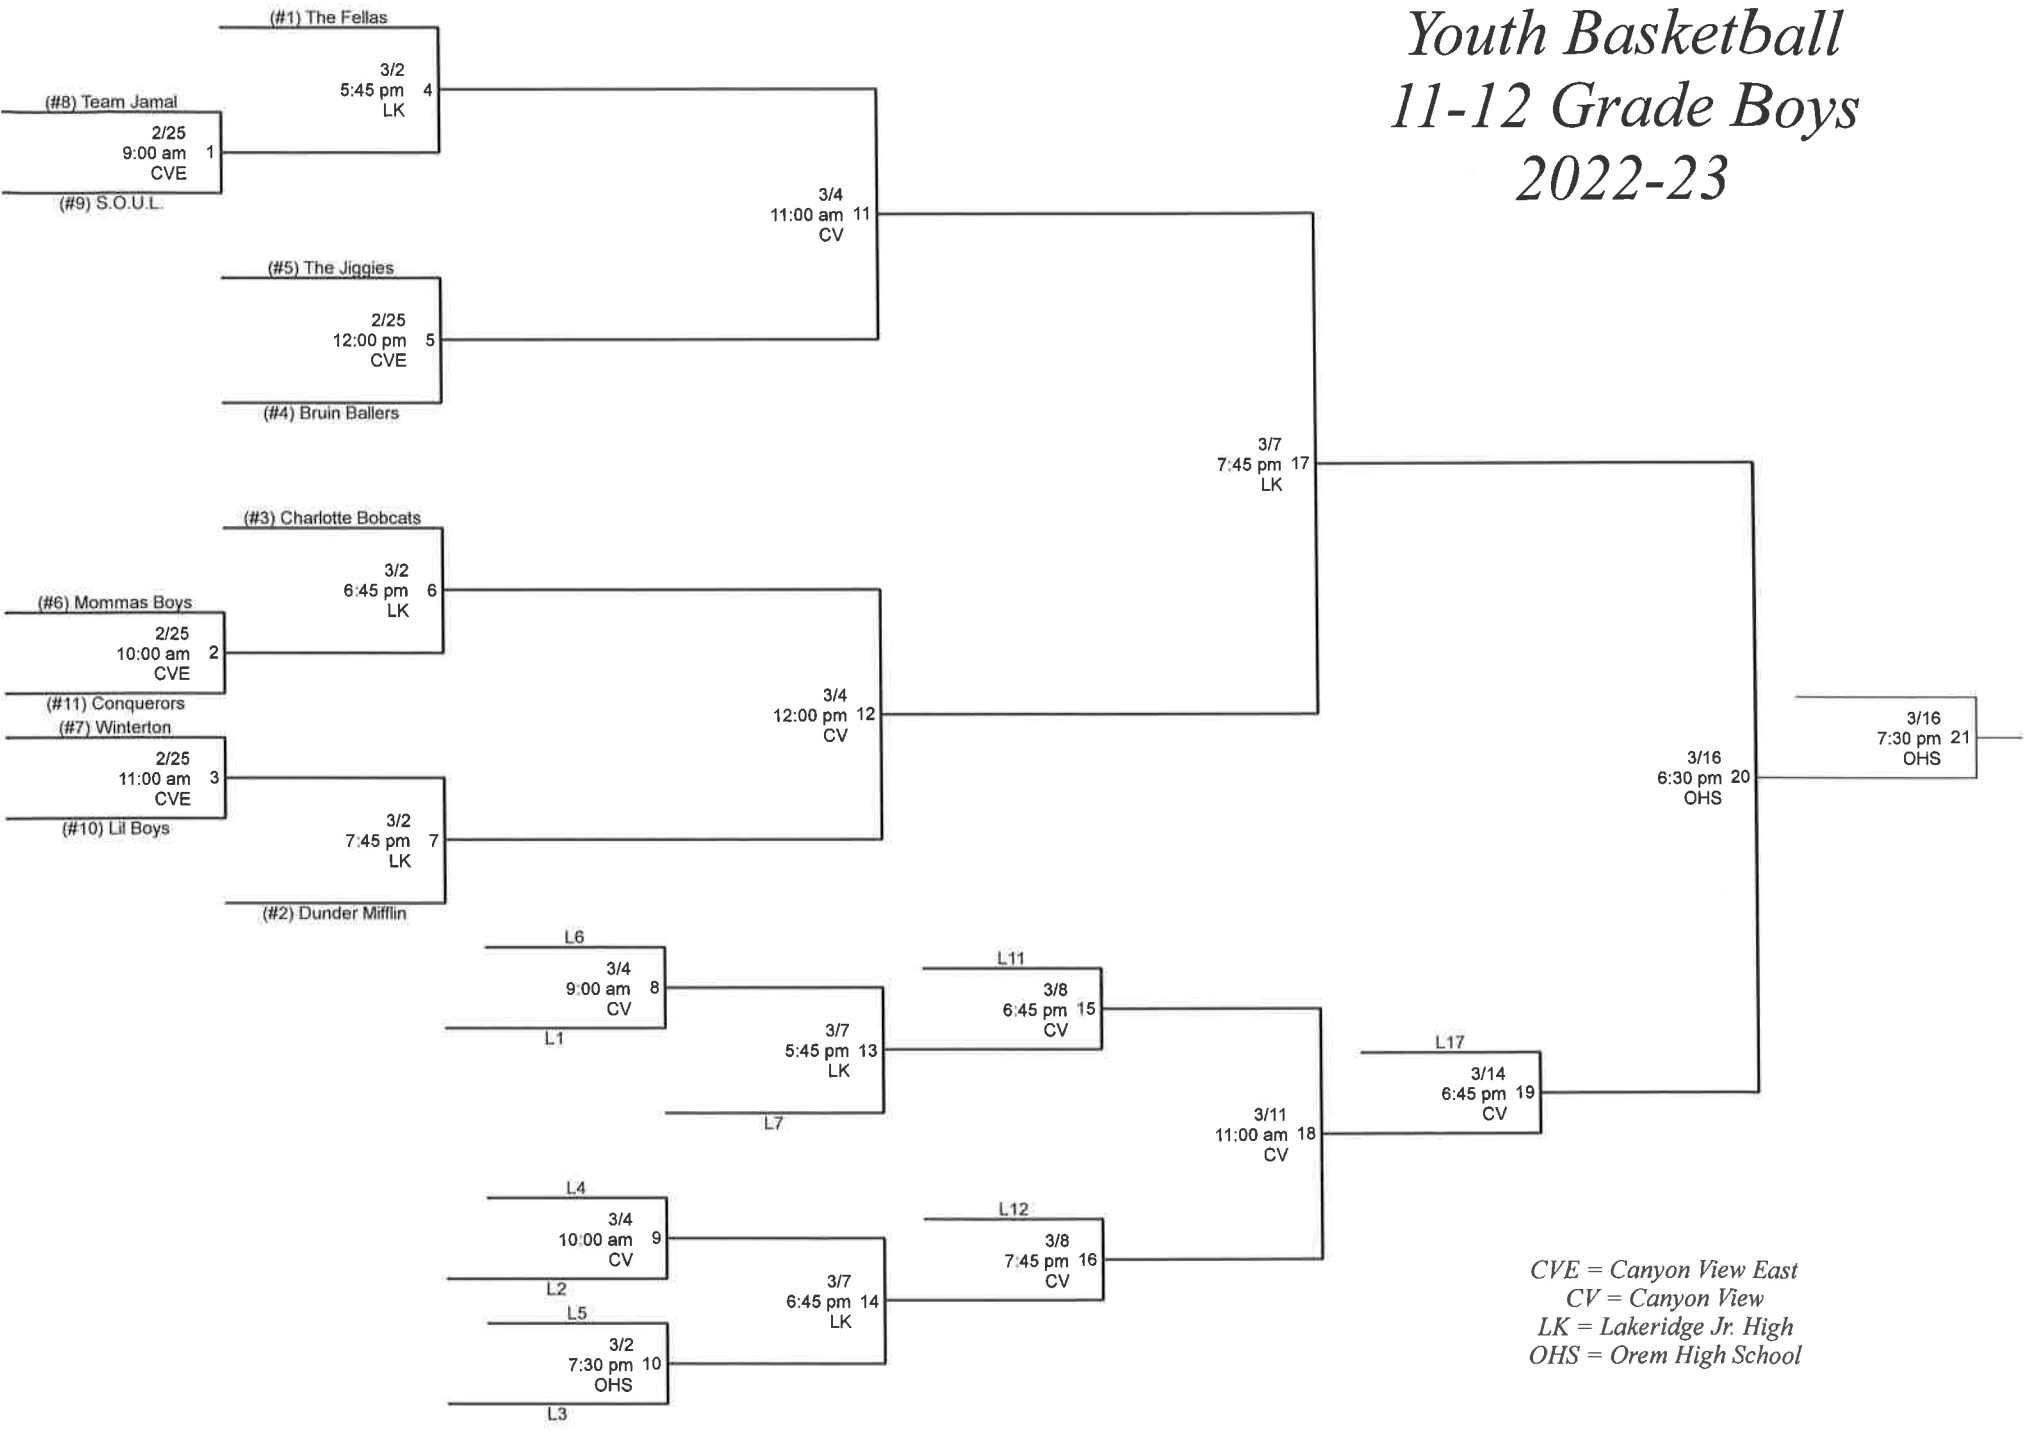 Youth Basketball
11-12 Grade Boys
2022-23
(#1) The Fellas
3/2
5:45 pm 4
LK
(#8) Team Jamal
2/25
9:00 am 1
CVE
(#9) S.O.U.L.
3/4
11:00 am 11
CV
(#5) The Jiggies
2/25
12:00 pm 5
CVE
(#4) Bruin Ballers
3/7
7:45 pm 17
LK
(#3) Charlotte Bobcats
3/2
6:45 pm 6
LK
(#6) Mommas Boys
2/25
10:00 am 2
CVE
(#11) Conquerors
(#7) Winterton
2/25
11:00 am 3
CVE
(#10) Lil Boys
3/4
12:00 pm 12
CV
3/2
7:45 pm 7
LK
(#2) Dunder Mifflin
3/16
6:30 pm 20
OHS
3/16
7:30 pm 21
OHS
L6
3/4
9:00 am 8
CV
L1
3/7
5:45 pm 13
LK
L7
L11
3/8
6:45 pm 15
CV
L17
3/14
6:45 pm 19
CV
3/11
11:00 am 18
CV
L4
3/4
10:00 am 9
CV
L2
L5
3/2
7:30 pm 10
OHS
L3
3/7
6:45 pm 14
LK
L12
3/8
7:45 pm 16
CV
CVE = Canyon View East
CV = Canyon View
LK = Lakeridge Jr. High
OHS = Orem High School